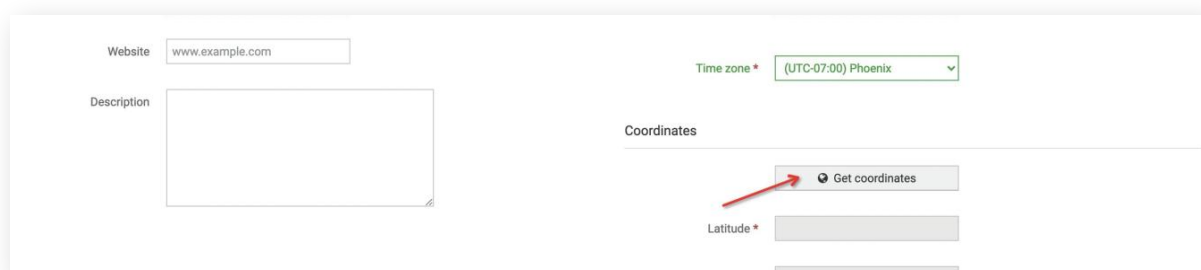 Website www.example.com
Description
Time zone * (UTC-07:00) Phoenix
Coordinates
Get coordinates
Latitude *